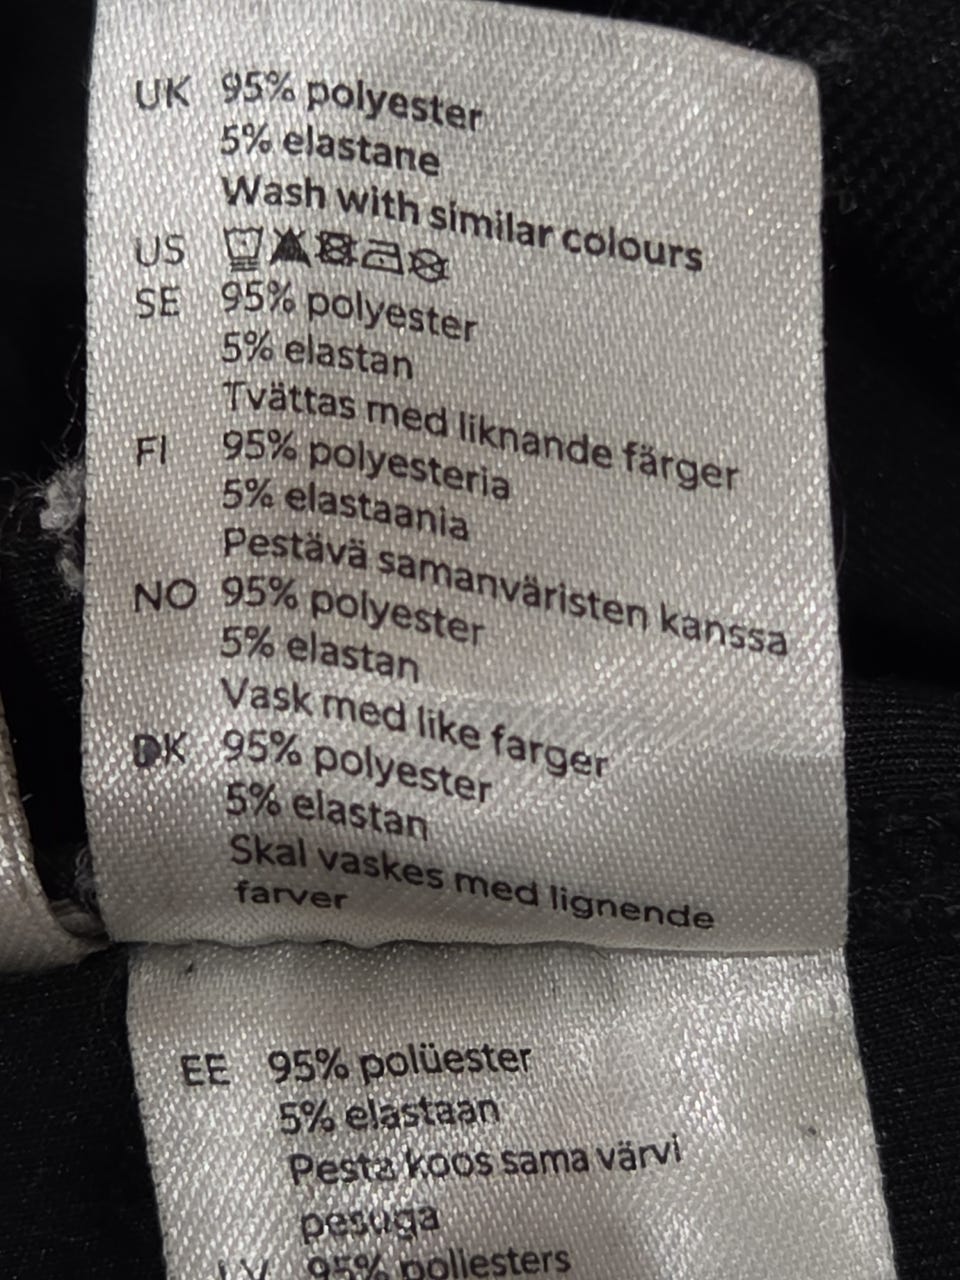 UK 95% polyester
5% elastane
Wash with similar colours
US
SE 95% polyester
5% elastan
Tvättas med liknande färger
FI 95% polyesteria
5% elastaania
Pestävä samanväristen kanssa
NO 95% polyester
5% elastan
Vask med like farger
DK 95% polyester
5% elastan
Skal vaskes med lignende
farver
EE 95% polüester
5% elastaan
Pesta koos sama värvi
pesuga
LV 95% poliesters